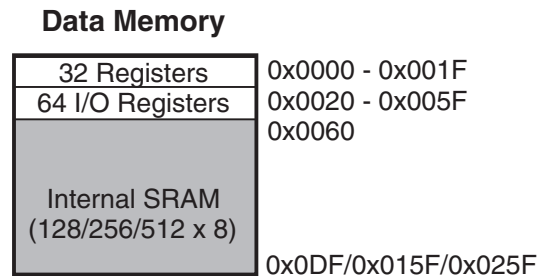 Data Memory
32 Registers 0x0000 - 0x001F
64 I/O Registers 0x0020 - 0x005F
0x0060
Internal SRAM
(128/256/512 x 8)
0x0DF/0x015F/0x025F